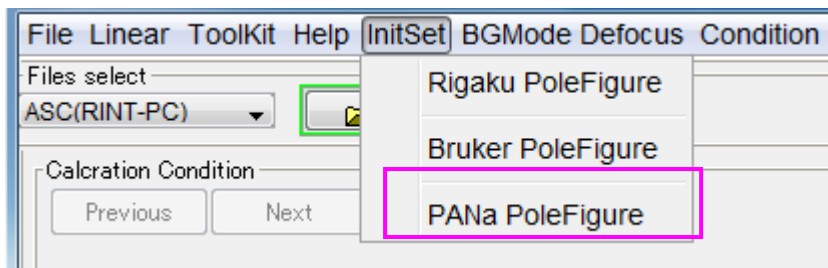 File Linear ToolKit Help InitSet BGMode Defocus Condition
Files select
ASC(RINT-PC)
Rigaku PoleFigure
Bruker PoleFigure
Calcration Condition
Previous Next
PANa PoleFigure